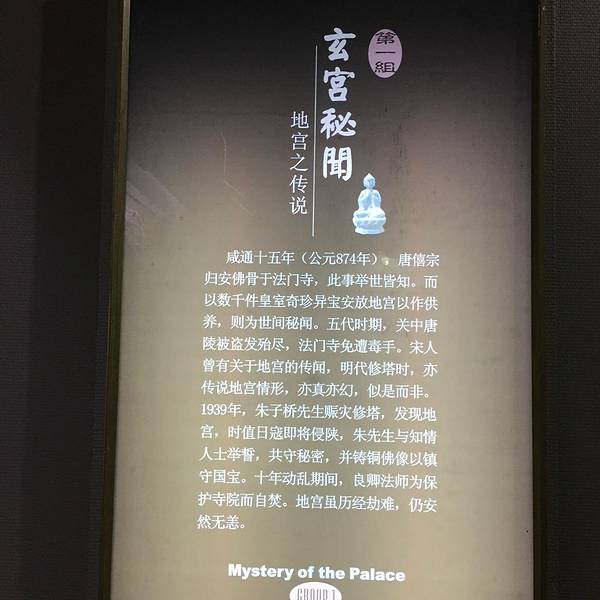 第一組
玄宫秘聞
地宫之传说
咸通十五年（公元874年），唐僖宗
归安佛骨于法门寺，此事举世皆知。而
以数千件皇室奇珍异宝安放地宫以作供
养，则为世间秘闻。五代时期，关中唐
陵被盗发殆尽，法门寺免遭毒手。宋人
曾有关于地宫的传闻，明代修塔时，亦
传说地宫情形，亦真亦幻，似是而非。
1939年，朱子桥先生赈灾修塔，发现地
宫，时值日寇即将侵陕，朱先生与知情
人士举誓，共守秘密，并铸铜佛像以镇
守国宝。十年动乱期间，良卿法师为保
护寺院而自焚。地宫虽历经劫难，仍安
然无恙。
Mystery of the Palace
GROUP 1